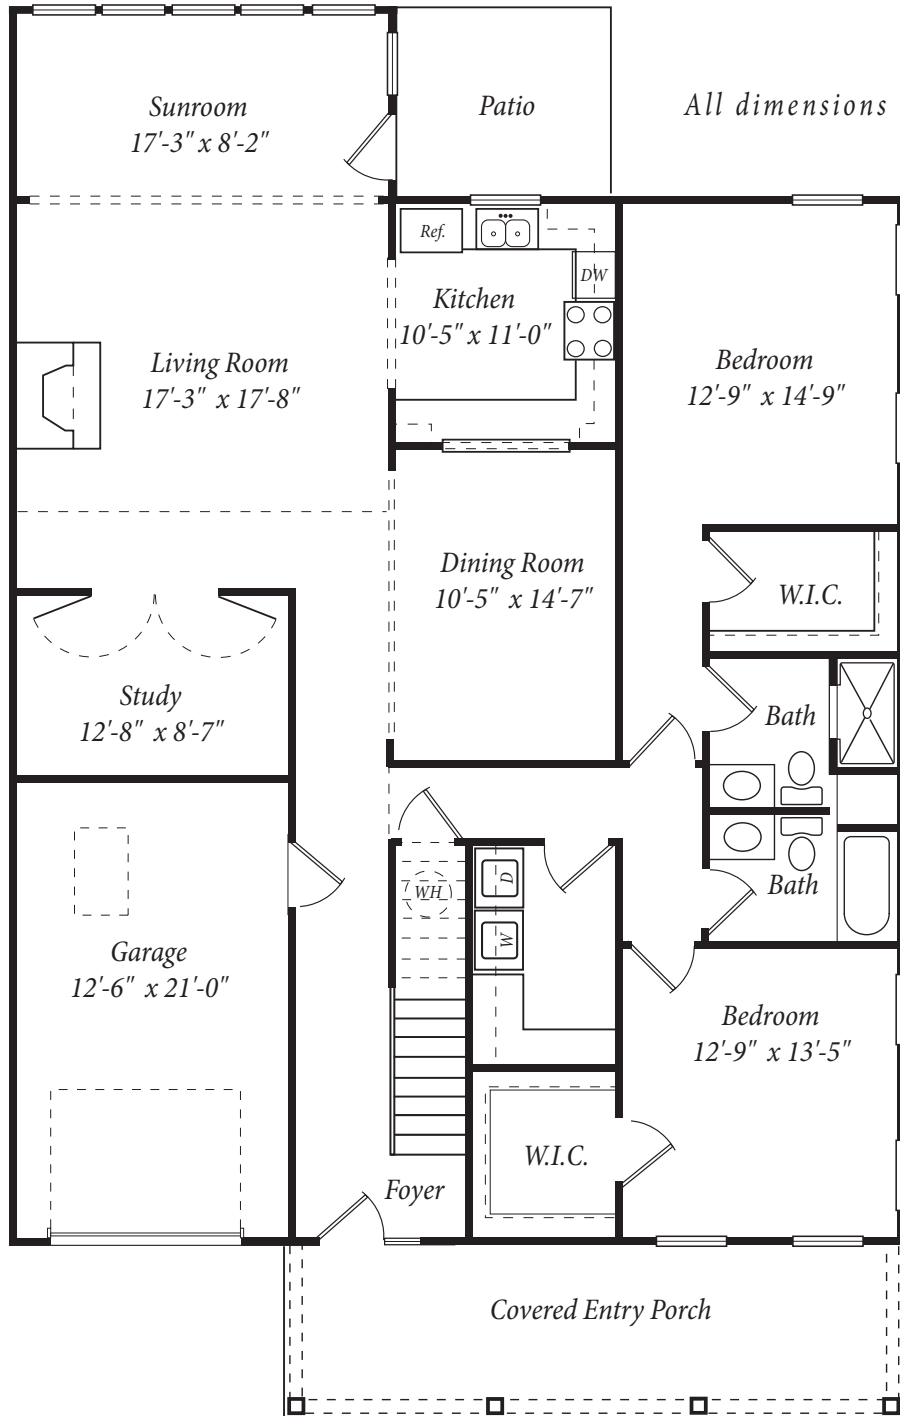 Sunroom
17'-3" x 8'-2"
Patio
All dimensions
Ref.
DW
Kitchen
10'-5" x 11'-0"
Living Room
17'-3" x 17'-8"
Bedroom
12'-9" x 14'-9"
Dining Room
10'-5" x 14'-7"
W.I.C.
Study
12'-8" x 8'-7"
Bath
WH
D
W
Bath
Garage
12'-6" x 21'-0"
Bedroom
12'-9" x 13'-5"
W.I.C.
Foyer
Covered Entry Porch